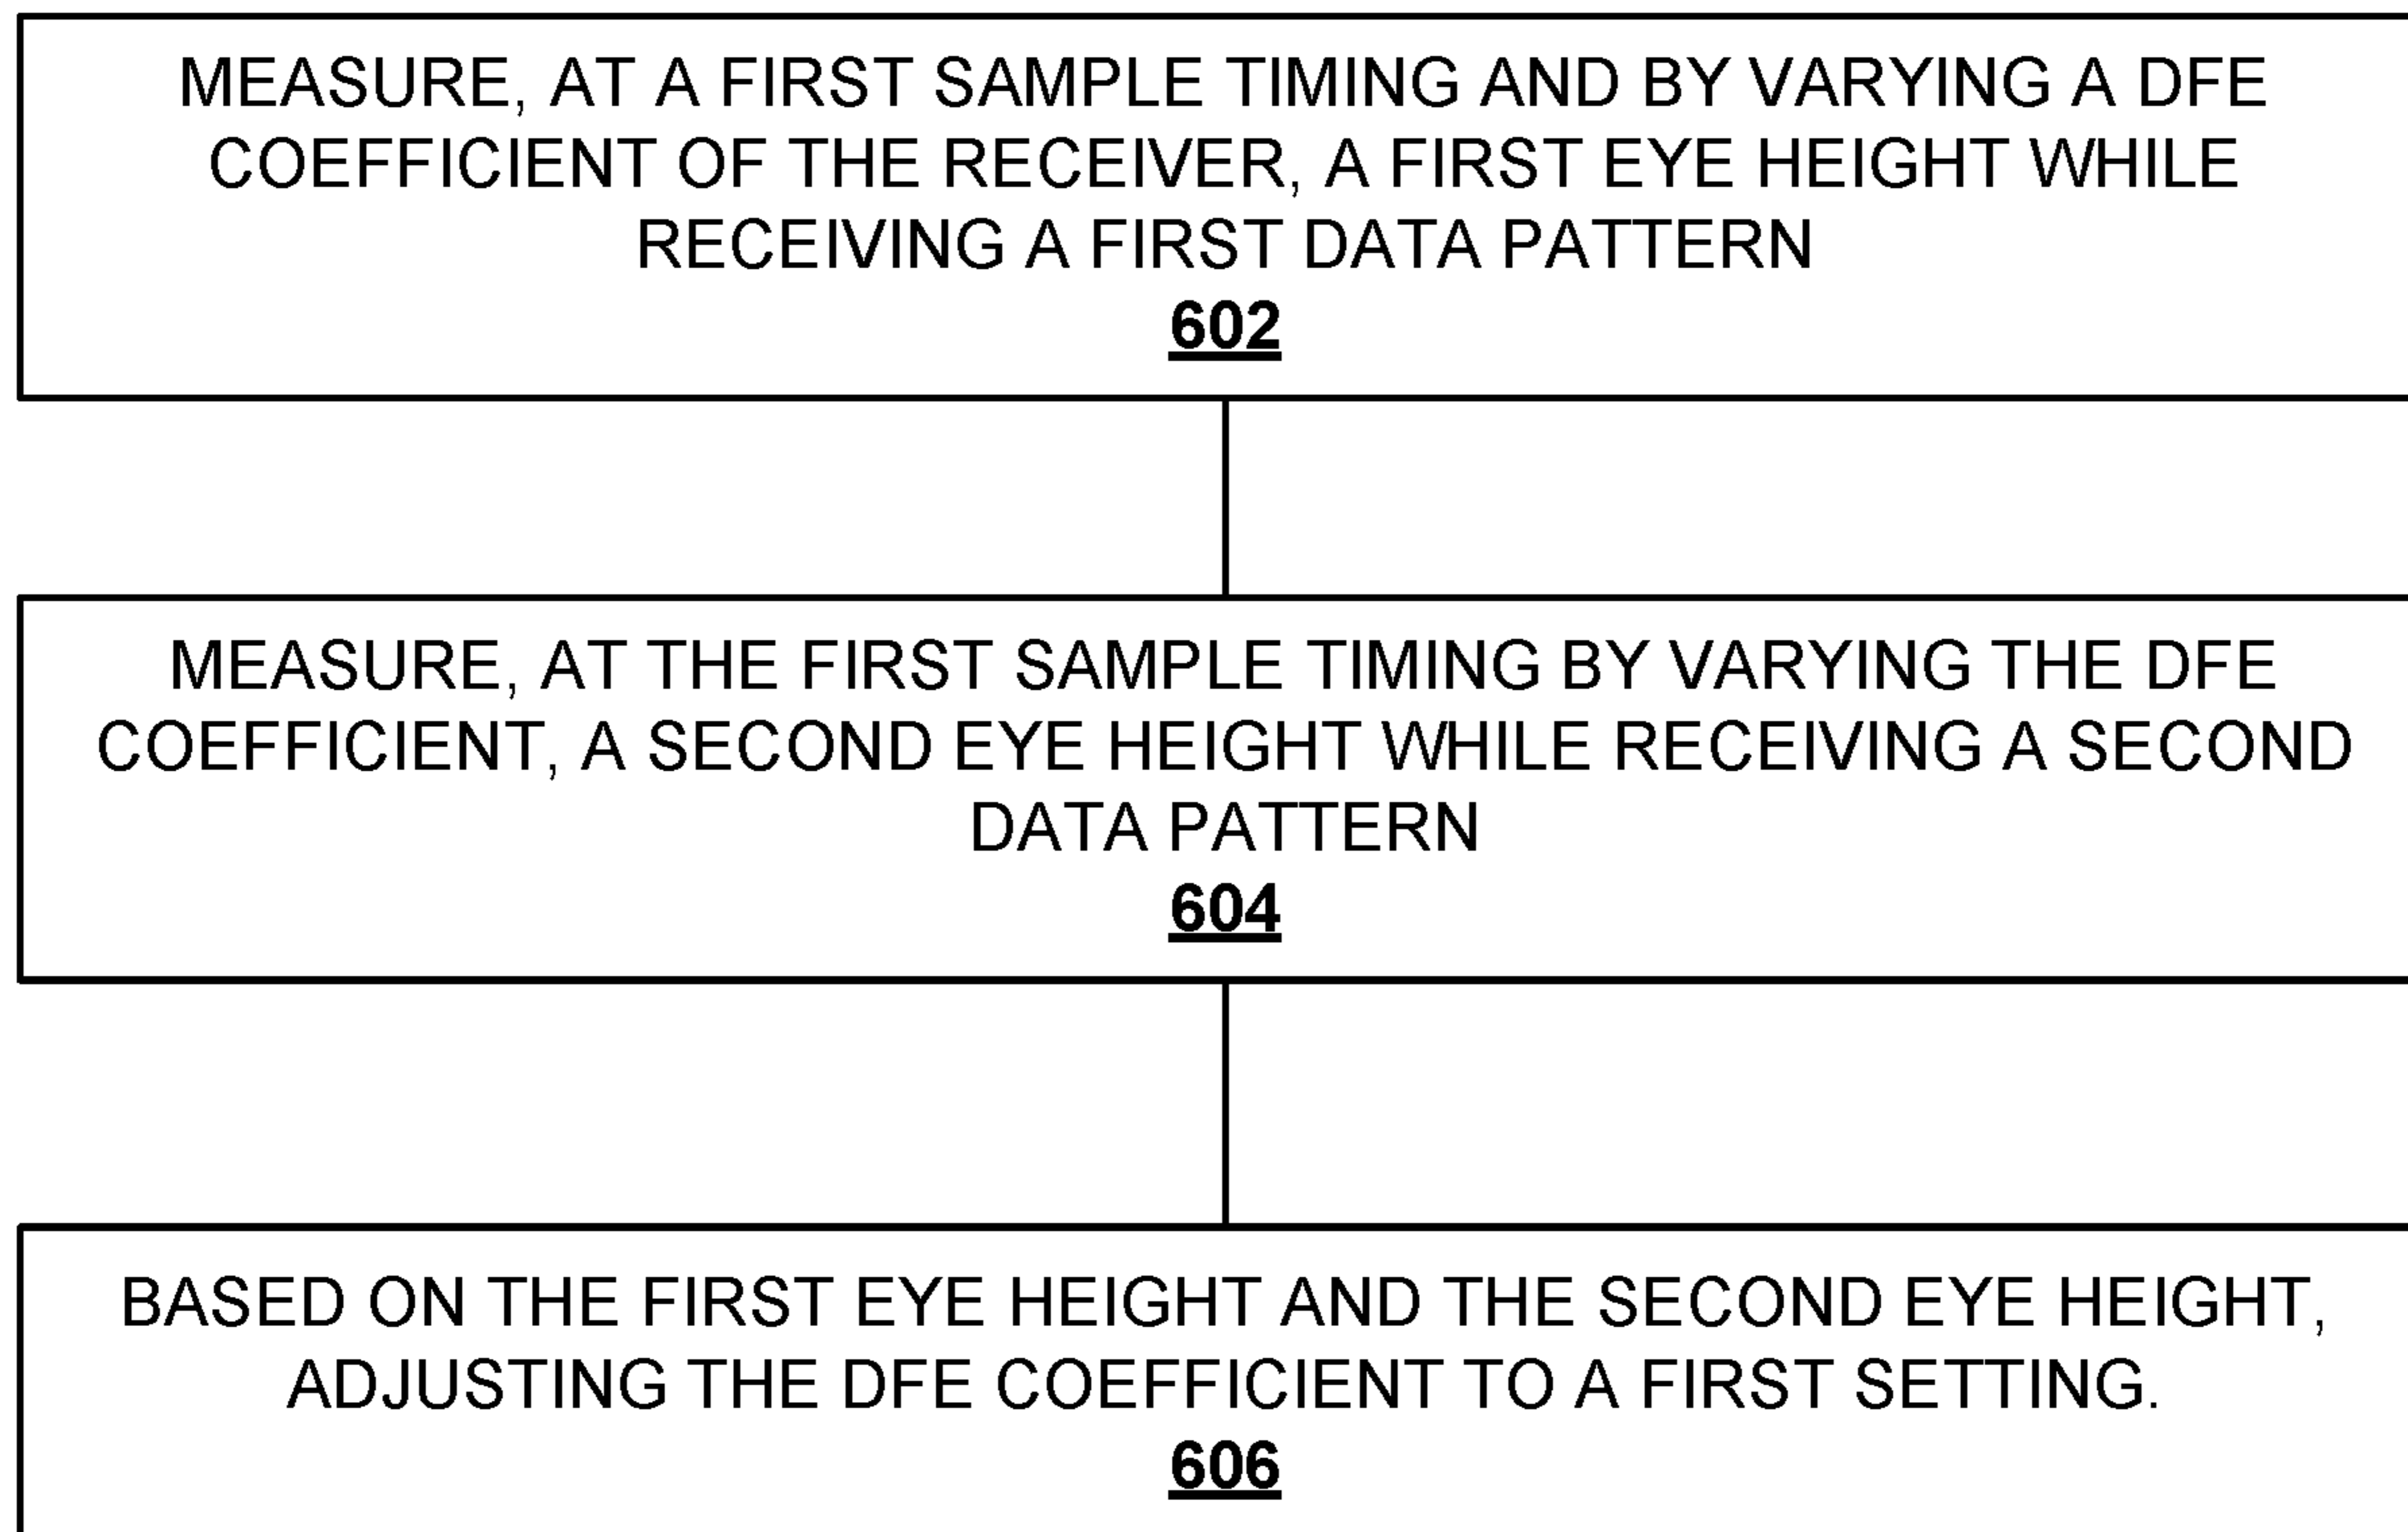 MEASURE, AT A FIRST SAMPLE TIMING AND BY VARYING A DFE
COEFFICIENT OF THE RECEIVER, A FIRST EYE HEIGHT WHILE
RECEIVING A FIRST DATA PATTERN
602
MEASURE, AT THE FIRST SAMPLE TIMING BY VARYING THE DFE
COEFFICIENT, A SECOND EYE HEIGHT WHILE RECEIVING A SECOND
DATA PATTERN
604
BASED ON THE FIRST EYE HEIGHT AND THE SECOND EYE HEIGHT,
ADJUSTING THE DFE COEFFICIENT TO A FIRST SETTING.
606